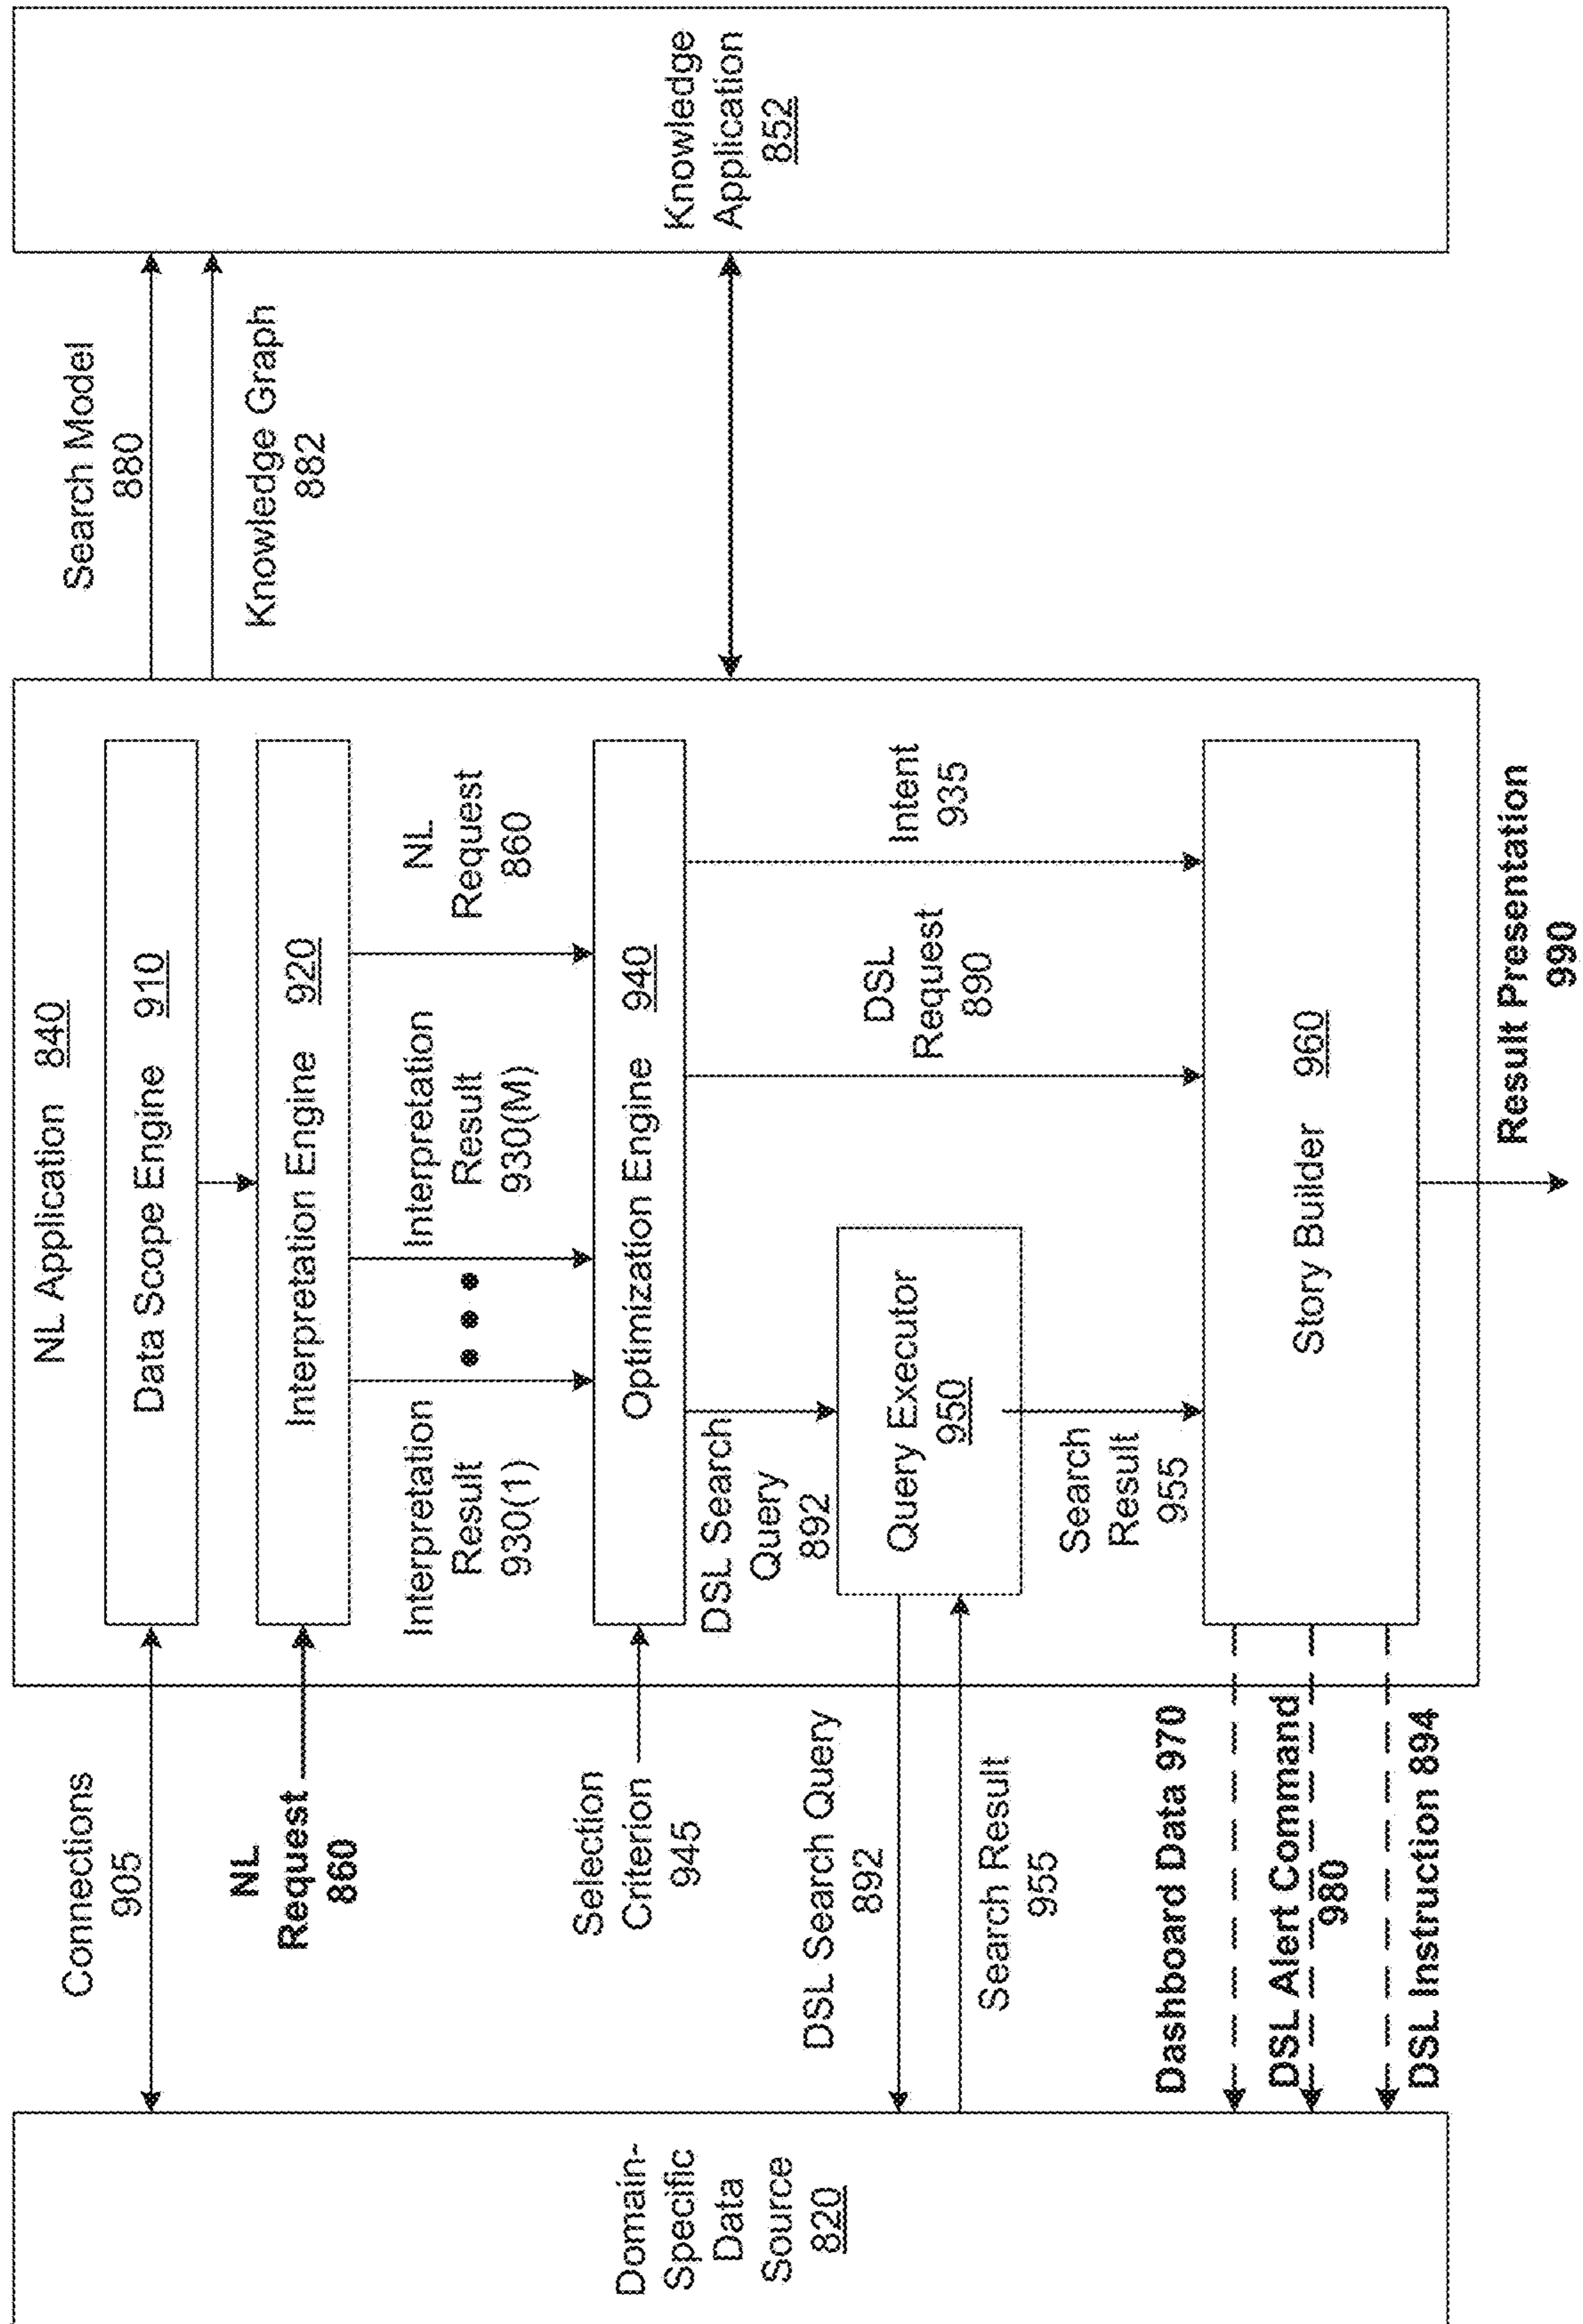 Domain-
Specific
Data
Source
820
Connections
905
NL
Request
860
Selection
Criterion
945
DSL Search Query
892
Search Result
955
Dashboard Data 970
DSL Alert Command
980
DSL Instruction 894
NL Application 840
Data Scope Engine 910
Interpretation Engine 920
Interpretation
Result
930(1)
Interpretation
Result
930(M)
NL
Request
860
Optimization Engine 940
DSL Search
Query
892
Query Executor
950
Search
Result
955
DSL
Request
890
Intent
935
Story Builder 960
Result Presentation
990
Search Model
880
Knowledge Graph
882
Knowledge
Application
852